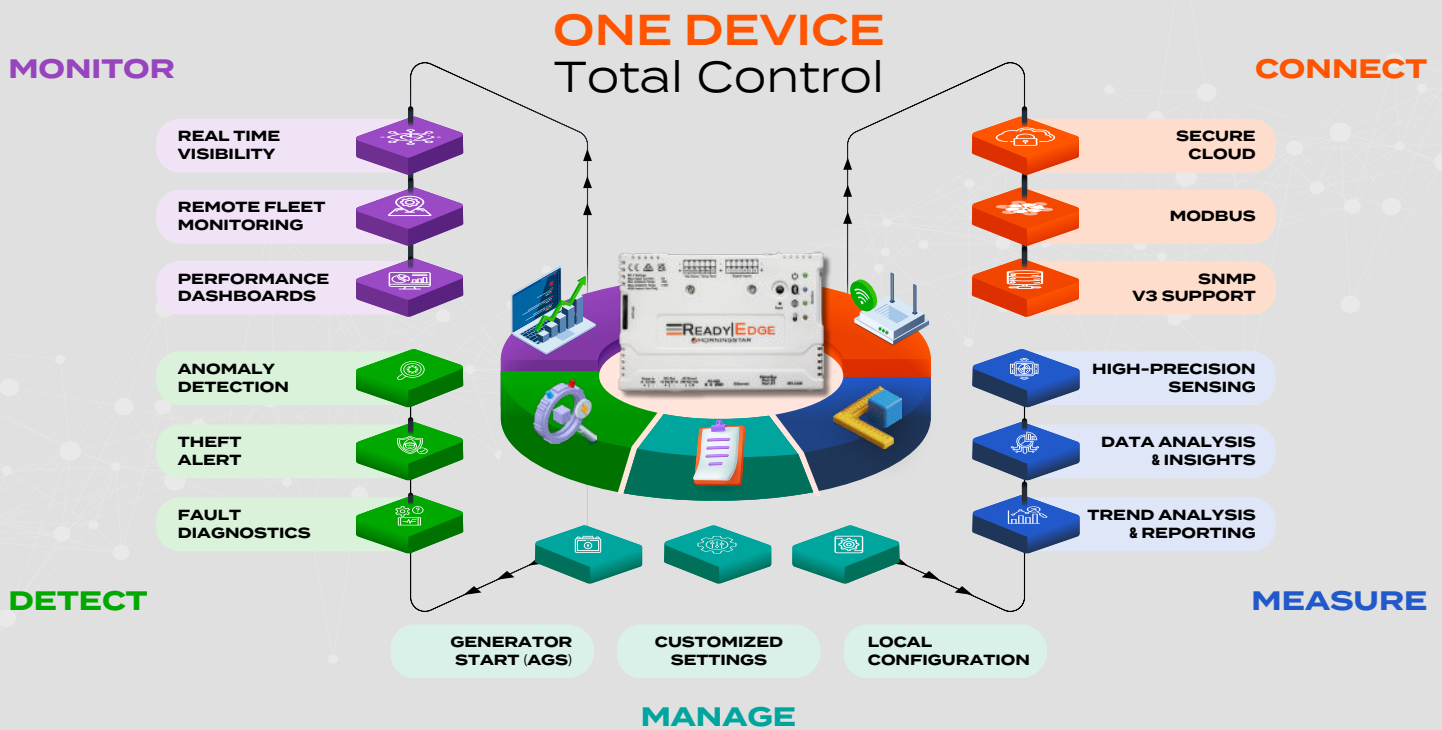 ONE DEVICE
Total Control
MONITOR
REAL TIME
VISIBILITY
REMOTE FLEET
MONITORING
PERFORMANCE
DASHBOARDS
CONNECT
SECURE
CLOUD
MODBUS
SNMP
V3 SUPPORT
READY|EDGE
MORNINGSTAR
Ethernet
ANOMALY
DETECTION
THEFT
ALERT
FAULT
DIAGNOSTICS
DETECT
HIGH-PRECISION
SENSING
DATA ANALYSIS
& INSIGHTS
TREND ANALYSIS
& REPORTING
MEASURE
GENERATOR
START (AGS)
CUSTOMIZED
SETTINGS
LOCAL
CONFIGURATION
MANAGE